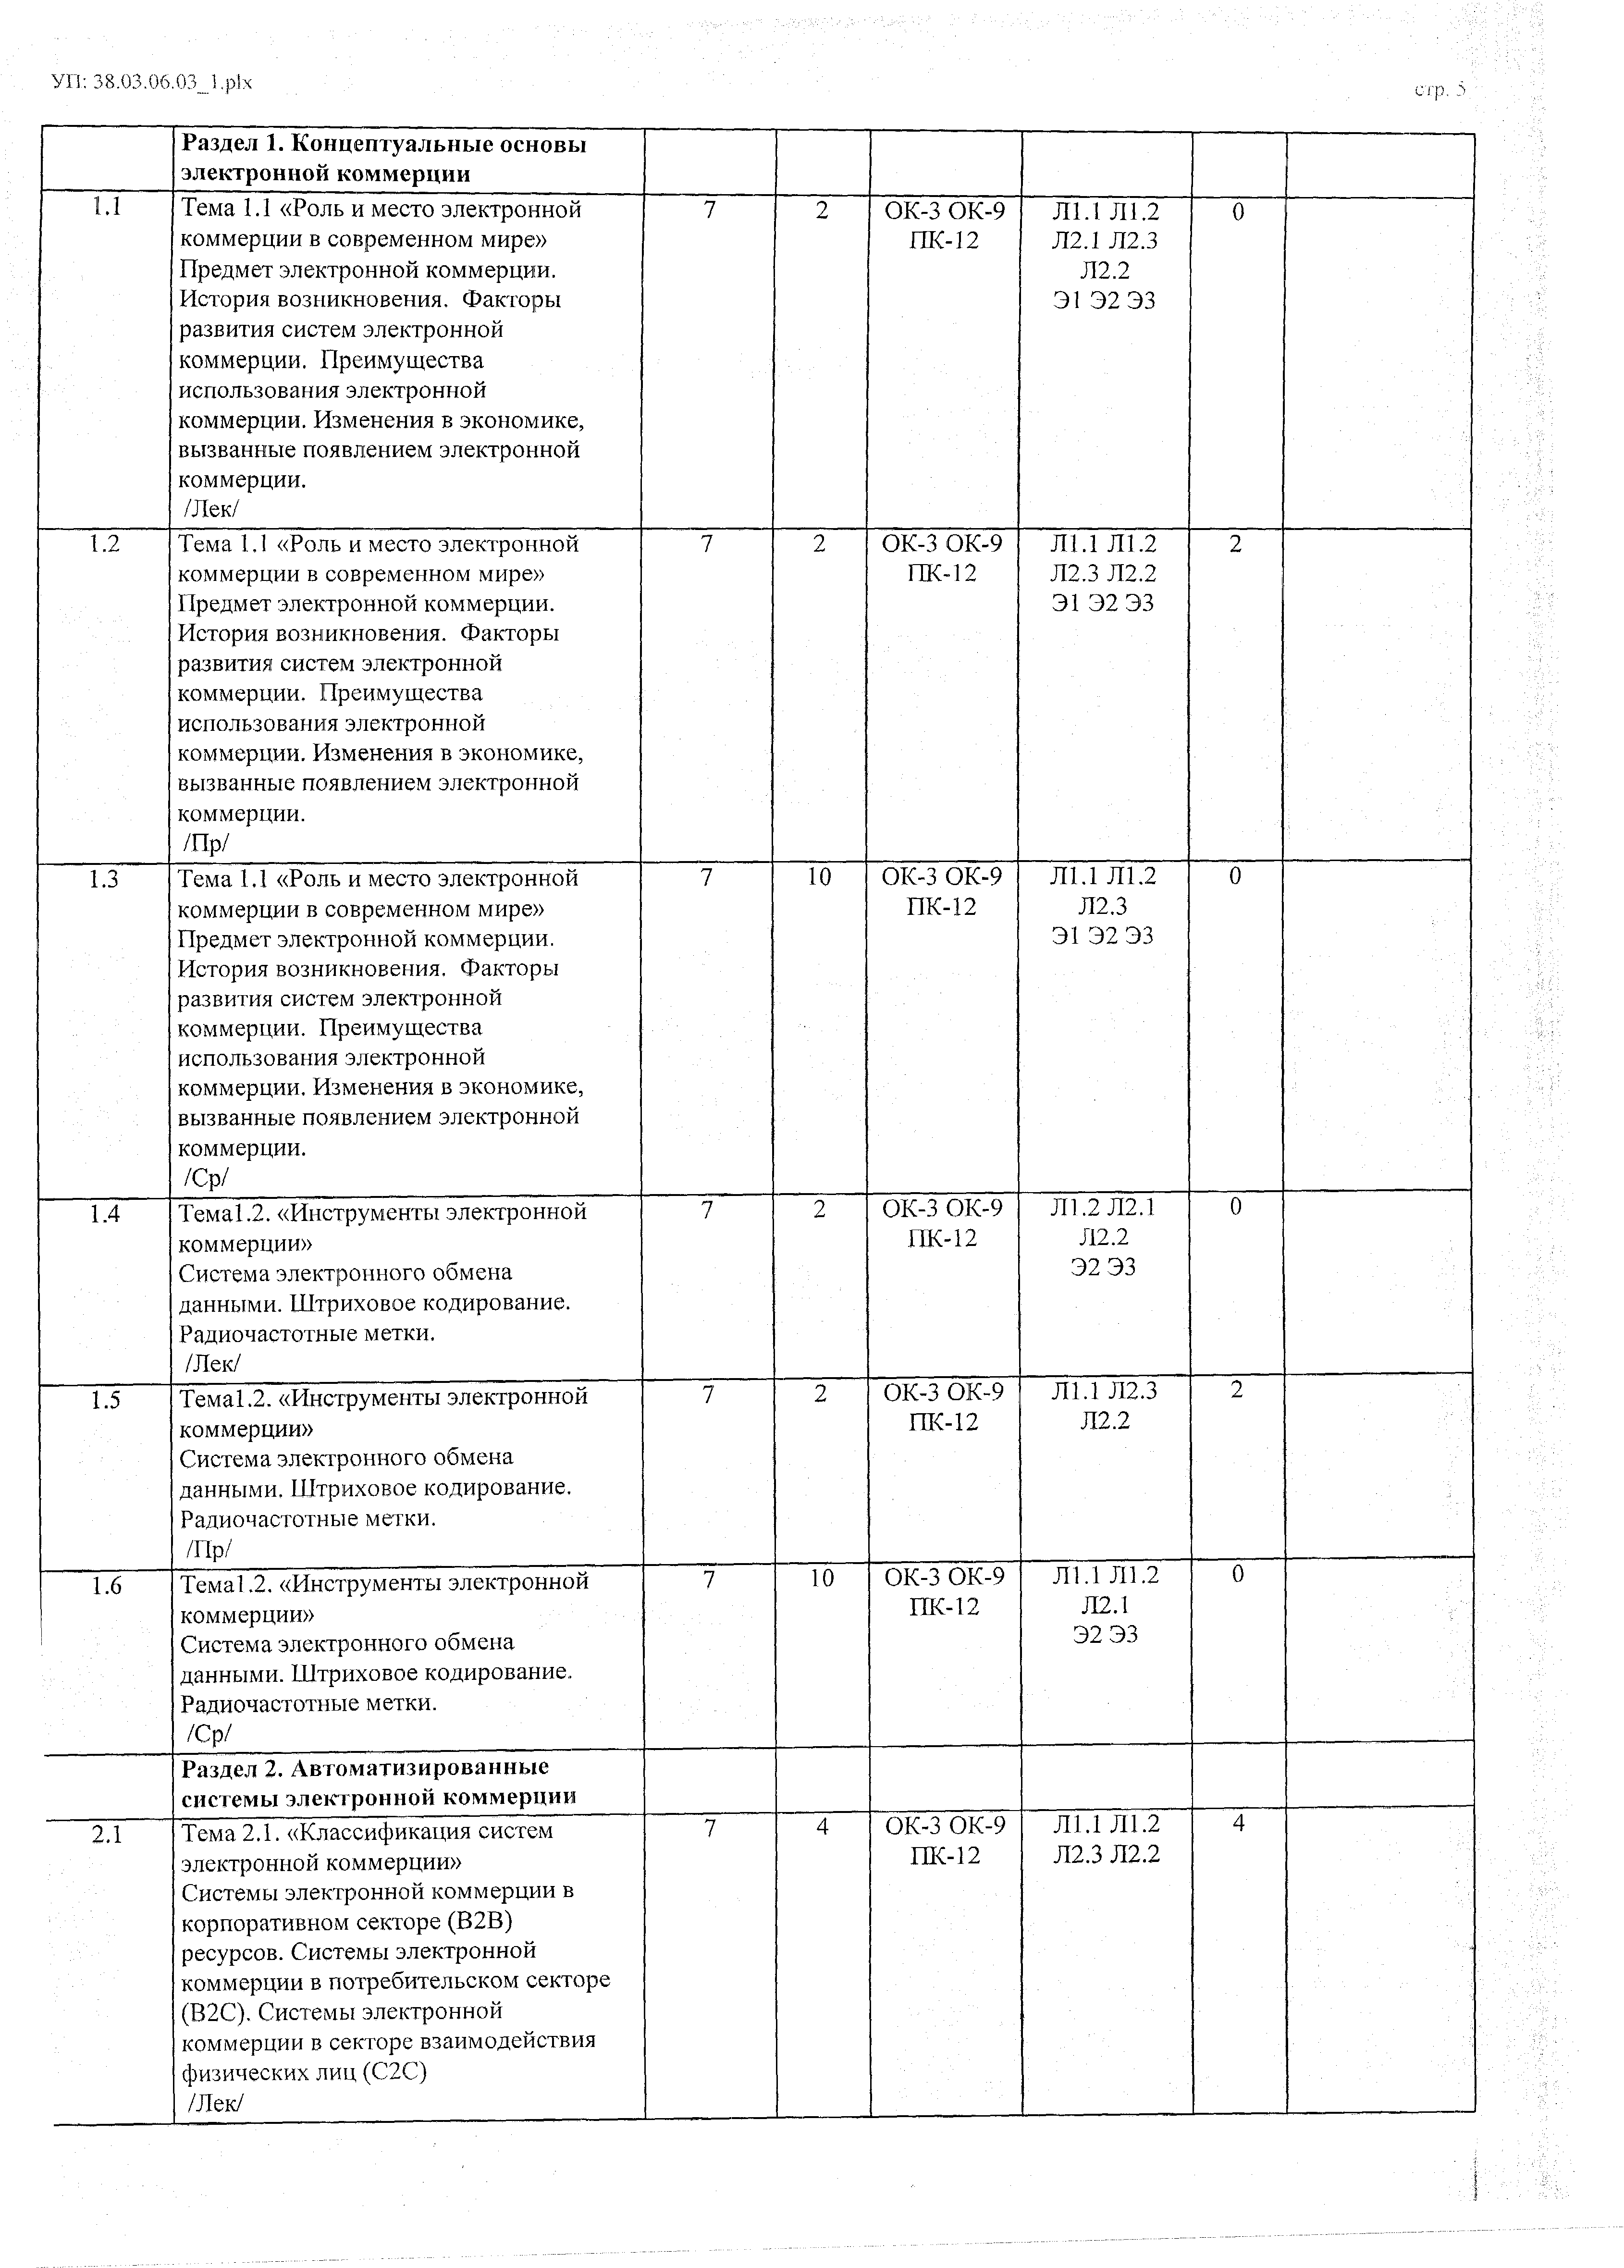 УП: 38.03.06.03_1.plx
стр. 5
Раздел 1. Концептуальные основы
электронной коммерции
1.1
Тема 1.1 «Роль и место электронной
коммерции в современном мире»
Предмет электронной коммерции.
История возникновения. Факторы
развития систем электронной
коммерции. Преимущества
использования электронной
коммерции. Изменения в экономике,
вызванные появлением электронной
коммерции.
/Лек/
7
2
ОК-3 ОК-9
ПК-12
Л1.1 Л1.2
Л2.1 Л2.3
Л2.2
Э1 Э2 Э3
0
1.2
Тема 1.1 «Роль и место электронной
коммерции в современном мире»
Предмет электронной коммерции.
История возникновения. Факторы
развития систем электронной
коммерции. Преимущества
использования электронной
коммерции. Изменения в экономике,
вызванные появлением электронной
коммерции.
/Пр/
7
2
ОК-3 ОК-9
ПК-12
Л1.1 Л1.2
Л2.3 Л2.2
Э1 Э2 Э3
2
1.3
Тема 1.1 «Роль и место электронной
коммерции в современном мире»
Предмет электронной коммерции.
История возникновения. Факторы
развития систем электронной
коммерции. Преимущества
использования электронной
коммерции. Изменения в экономике,
вызванные появлением электронной
коммерции.
/Ср/
7
10
ОК-3 ОК-9
ПК-12
Л1.1 Л1.2
Л2.3
Э1 Э2 Э3
0
1.4
Тема1.2. «Инструменты электронной
коммерции»
Система электронного обмена
данными. Штриховое кодирование.
Радиочастотные метки.
/Лек/
7
2
ОК-3 ОК-9
ПК-12
Л1.2 Л2.1
Л2.2
Э2 Э3
0
1.5
Тема1.2. «Инструменты электронной
коммерции»
Система электронного обмена
данными. Штриховое кодирование.
Радиочастотные метки.
/Пр/
7
2
ОК-3 ОК-9
ПК-12
Л1.1 Л2.3
Л2.2
2
1.6
Тема1.2. «Инструменты электронной
коммерции»
Система электронного обмена
данными. Штриховое кодирование.
Радиочастотные метки.
/Ср/
7
10
ОК-3 ОК-9
ПК-12
Л1.1 Л1.2
Л2.1
Э2 Э3
0
Раздел 2. Автоматизированные
системы электронной коммерции
2.1
Тема 2.1. «Классификация систем
электронной коммерции»
Системы электронной коммерции в
корпоративном секторе (B2B)
ресурсов. Системы электронной
коммерции в потребительском секторе
(B2C). Системы электронной
коммерции в секторе взаимодействия
физических лиц (C2C)
/Лек/
7
4
ОК-3 ОК-9
ПК-12
Л1.1 Л1.2
Л2.3 Л2.2
4